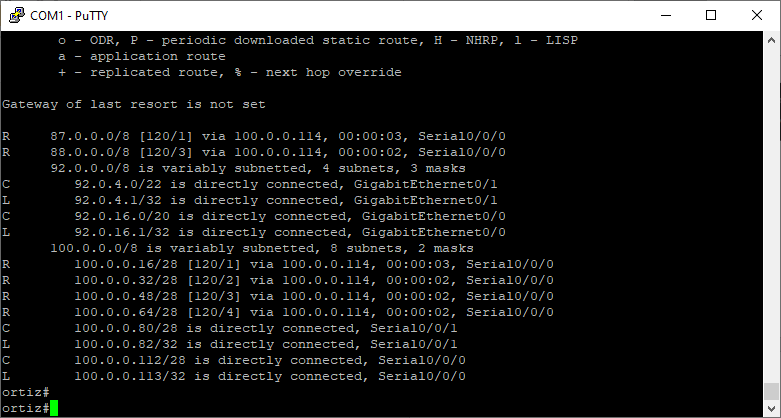 COM1 - PuTTY
o - ODR, P - periodic downloaded static route, H - NHRP, l - LISP
a - application route
+ - replicated route, % - next hop override
Gateway of last resort is not set
R     87.0.0.0/8 [120/1] via 100.0.0.114, 00:00:03, Serial0/0/0
R     88.0.0.0/8 [120/3] via 100.0.0.114, 00:00:02, Serial0/0/0
      92.0.0.0/8 is variably subnetted, 4 subnets, 3 masks
C        92.0.4.0/22 is directly connected, GigabitEthernet0/1
L        92.0.4.1/32 is directly connected, GigabitEthernet0/1
C        92.0.16.0/20 is directly connected, GigabitEthernet0/0
L        92.0.16.1/32 is directly connected, GigabitEthernet0/0
      100.0.0.0/8 is variably subnetted, 8 subnets, 2 masks
R        100.0.0.16/28 [120/1] via 100.0.0.114, 00:00:03, Serial0/0/0
R        100.0.0.32/28 [120/2] via 100.0.0.114, 00:00:02, Serial0/0/0
R        100.0.0.48/28 [120/3] via 100.0.0.114, 00:00:02, Serial0/0/0
R        100.0.0.64/28 [120/4] via 100.0.0.114, 00:00:02, Serial0/0/0
C        100.0.0.80/28 is directly connected, Serial0/0/1
L        100.0.0.82/32 is directly connected, Serial0/0/1
C        100.0.0.112/28 is directly connected, Serial0/0/0
L        100.0.0.113/32 is directly connected, Serial0/0/0
ortiz#
ortiz#